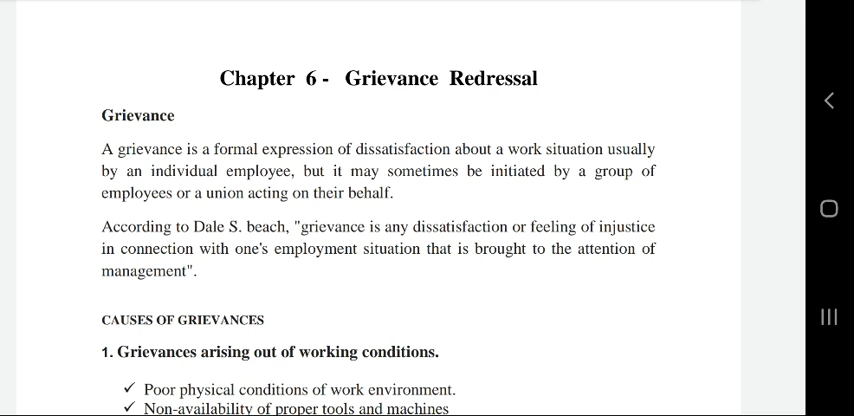 Chapter 6 - Grievance Redressal
Grievance
A grievance is a formal expression of dissatisfaction about a work situation usually
by an individual employee, but it may sometimes be initiated by a group of
employees or a union acting on their behalf.
According to Dale S. beach, "grievance is any dissatisfaction or feeling of injustice
in connection with one's employment situation that is brought to the attention of
management".
CAUSES OF GRIEVANCES
1. Grievances arising out of working conditions.
✓ Poor physical conditions of work environment.
✓ Non-availability of proper tools and machines